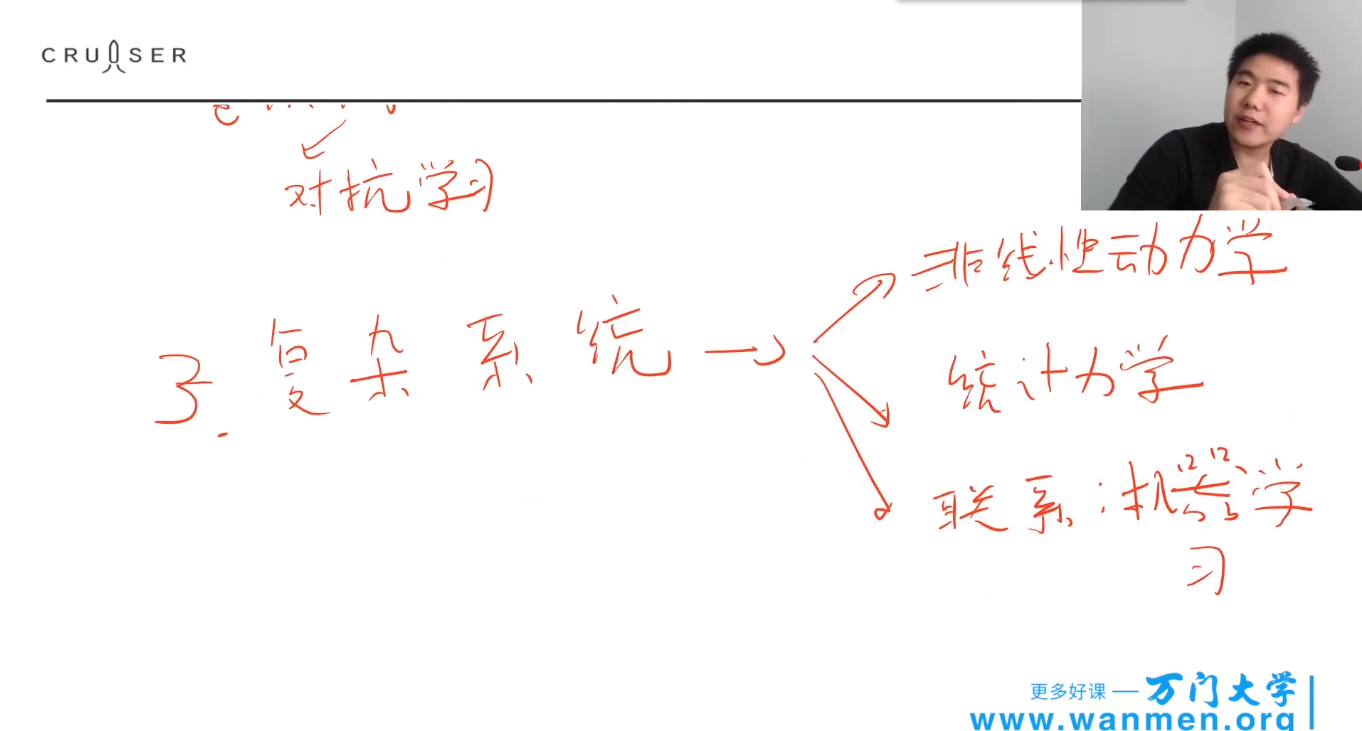 CRUISER
对抗学习
非线性动力学
3. 复杂系统
统计力学
联系:机器学
习
更多好课 — 万门大学
www.wanmen.org